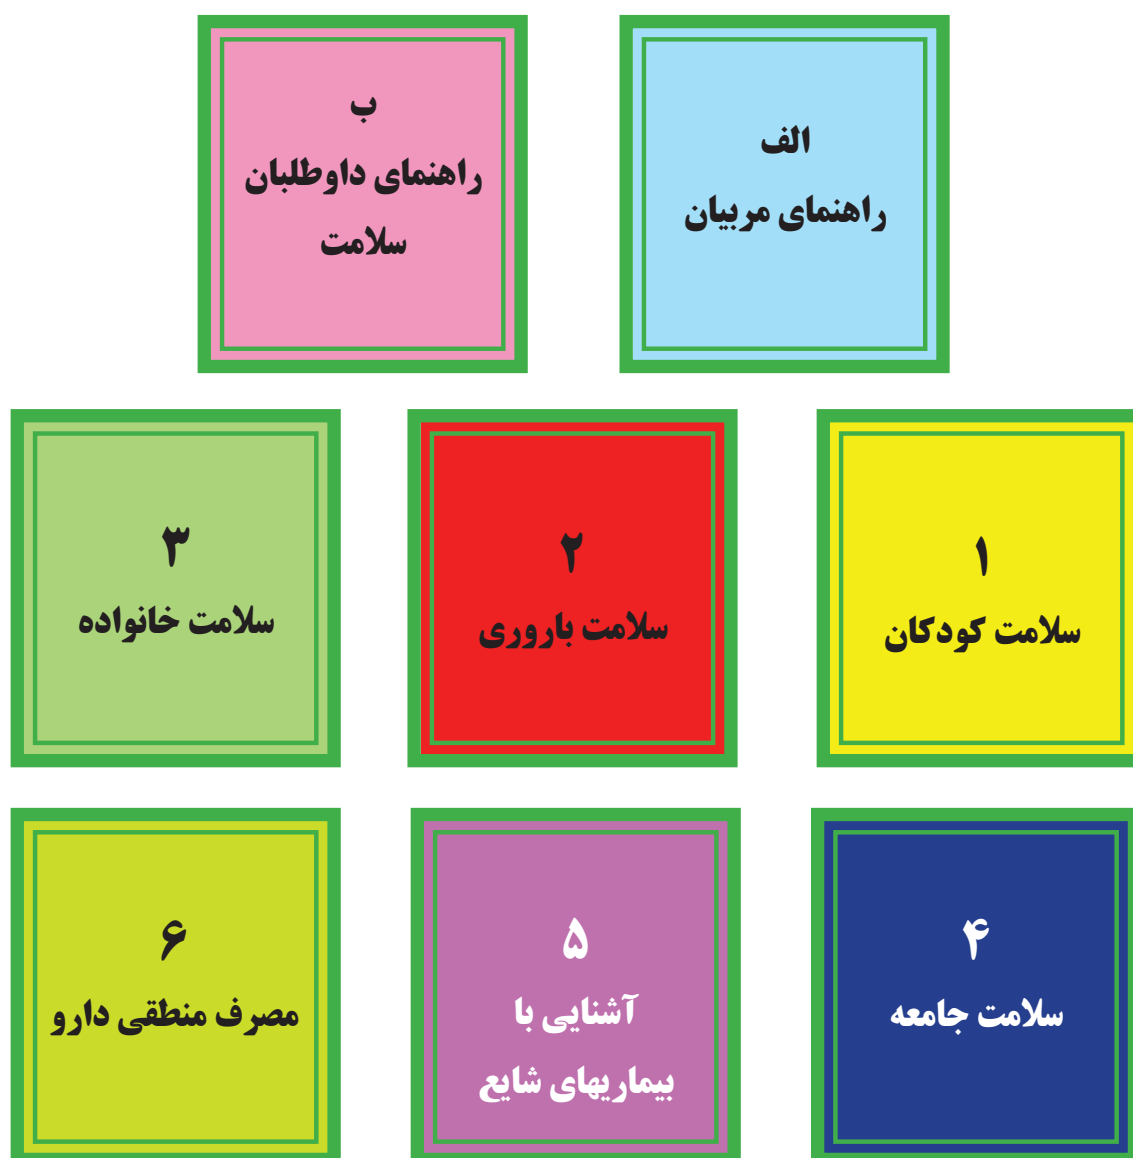 الف
راهنمای مربیان
ب
راهنمای داوطلبان
سلامت
۱
سلامت کودکان
۲
سلامت باروری
۳
سلامت خانواده
۴
سلامت جامعه
۵
آشنایی با
بیماریهای شایع
۶
مصرف منطقی دارو